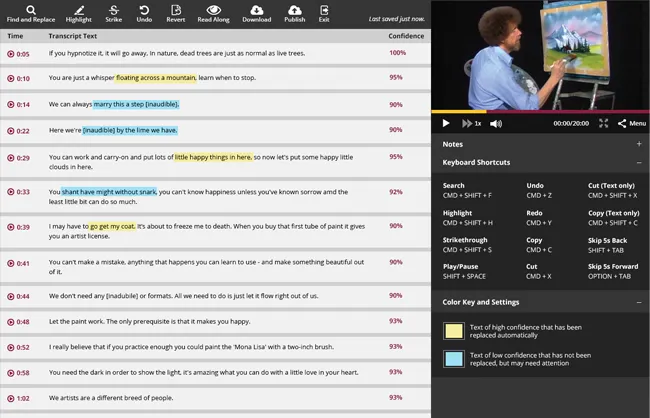 Find and Replace
Highlight
Strike
Undo
Revert
Read Along
Download
Publish
Exit
Last saved just now.
Time Transcript Text Confidence
0:05 If you hypnotize it, it will go away. In nature, dead trees are just as normal as live trees. 100%
0:10 You are just a whisper floating across a mountain, learn when to stop. 95%
0:14 We can always marry this a step [inaudible]. 90%
0:22 Here we're [inaudible] by the lime we have. 90%
0:29 You can work and carry-on and put lots of little happy things in here, so now let's put some happy little 95%
clouds in here.
0:33 You shant have might without snark, you can't know happiness unless you've known sorrow amd the 92%
least little bit can do so much.
0:39 I may have to go get my coat. It's about to freeze me to death. When you buy that first tube of paint it gives 90%
you an artist license.
0:41 You can't make a mistake, anything that happens you can learn to use - and make something beautiful out 90%
of it.
0:44 We don't need any [inadubile] or formats. All we need to do is just let it flow right out of us. 90%
0:48 Let the paint work. The only prerequisite is that it makes you happy. 93%
0:52 I really believe that if you practice enough you could paint the 'Mona Lisa' with a two-inch brush. 93%
0:58 You need the dark in order to show the light, it's amazing what you can do with a little love in your heart. 93%
1:02 We artists are a different breed of people. 93%
1x 00:00/20:00 Menu
Notes +
Keyboard Shortcuts –
Search Undo Cut (Text only)
CMD + SHIFT + F CMD + Z CMD + SHIFT + X
Highlight Redo Copy (Text only)
CMD + SHIFT + H CMD + Y CMD + SHIFT + C
Strikethrough Copy Skip 5s Back
CMD + SHIFT + S CMD + C SHIFT + TAB
Play/Pause Cut Skip 5s Forward
SHIFT + SPACE CMD + X OPTION + TAB
Color Key and Settings –
Text of high confidence that has been
replaced automatically
Text of low confidence that has not been
replaced, but may need attention